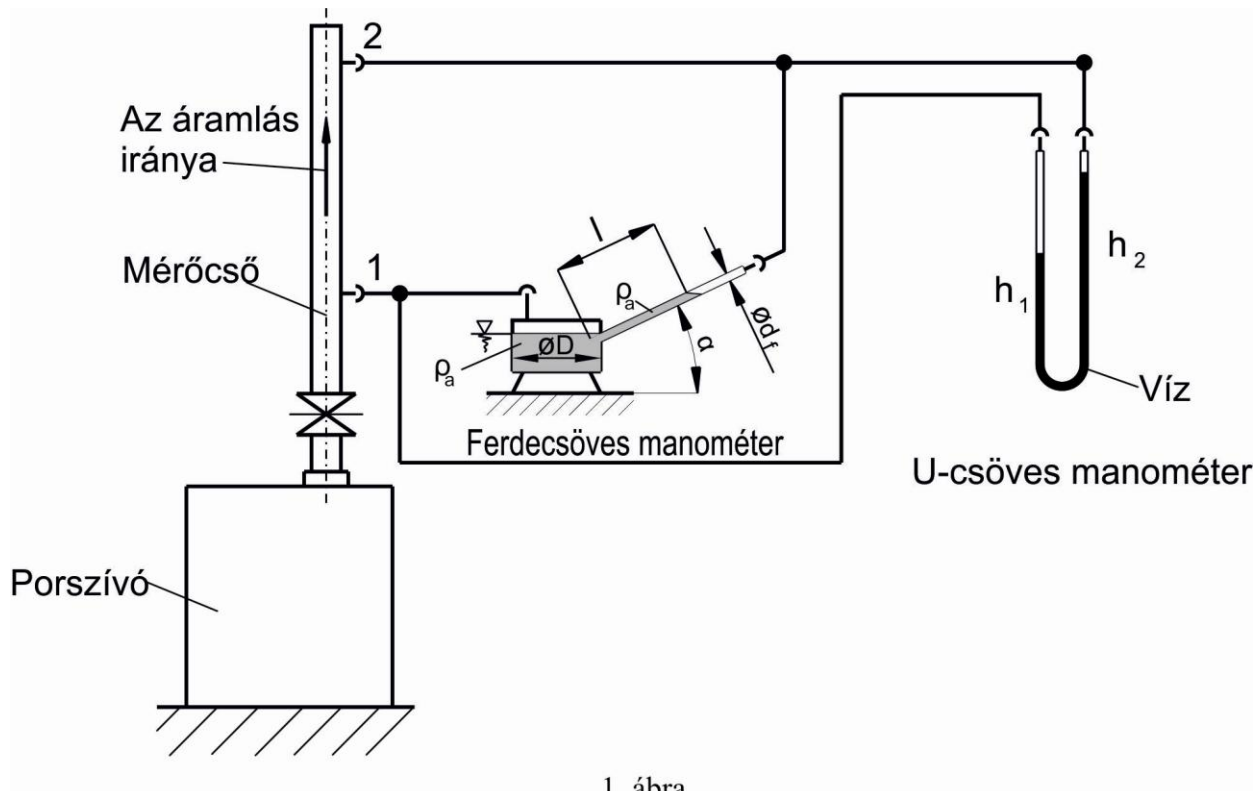 2
Az áramlás
iránya
Mérőcső
1
l
ρa
ødf
α
øD
ρa
h1
h2
Víz
Ferdecsöves manométer
U-csöves manométer
Porszívó
1. ábra